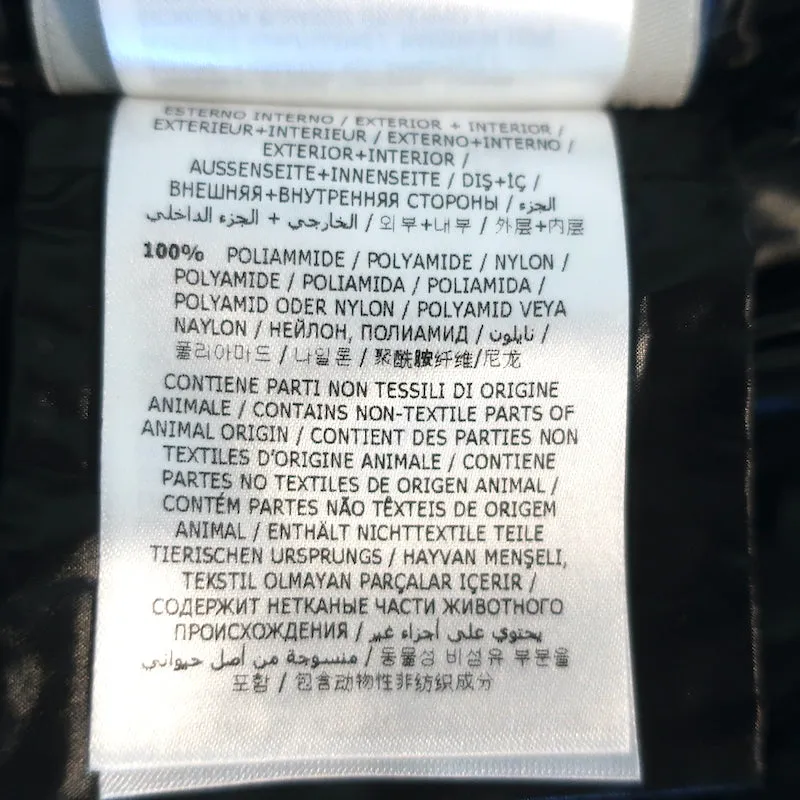 ESTERNO INTERNO / EXTERIOR + INTERIOR /
EXTERIEUR+INTERIEUR / EXTERNO+INTERNO /
EXTERIOR+INTERIOR /
AUSSENSEITE+INNENSEITE / DIŞ+İÇ /
ВНЕШНЯЯ+ВНУТРЕННЯЯ СТОРОНЫ / الجزء
الخارجي + الجزء الداخلي / 외부+내부 / 外层+内层
100% POLIAMMIDE / POLYAMIDE / NYLON /
POLYAMIDE / POLIAMIDA / POLIAMIDA /
POLYAMID ODER NYLON / POLYAMID VEYA
NAYLON / НЕЙЛОН, ПОЛИАМИД / نايلون /
폴리아마드 / 나일론 / 聚酰胺纤维/尼龙
CONTIENE PARTI NON TESSILI DI ORIGINE
ANIMALE / CONTAINS NON-TEXTILE PARTS OF
ANIMAL ORIGIN / CONTIENT DES PARTIES NON
TEXTILES D'ORIGINE ANIMALE / CONTIENE
PARTES NO TEXTILES DE ORIGEN ANIMAL /
CONTÉM PARTES NÃO TÊXTEIS DE ORIGEM
ANIMAL / ENTHÄLT NICHTTEXTILE TEILE
TIERISCHEN URSPRUNGS / HAYVAN MENŞELİ,
TEKSTIL OLMAYAN PARÇALAR IÇERIR /
СОДЕРЖИТ НЕТКАНЫЕ ЧАСТИ ЖИВОТНОГО
ПРОИСХОЖДЕНИЯ / يحتوي على أجزاء غير
منسوجة من أصل حيواني / 동물성 비섬유 부분을
포함 / 包含动物性非纺织成分